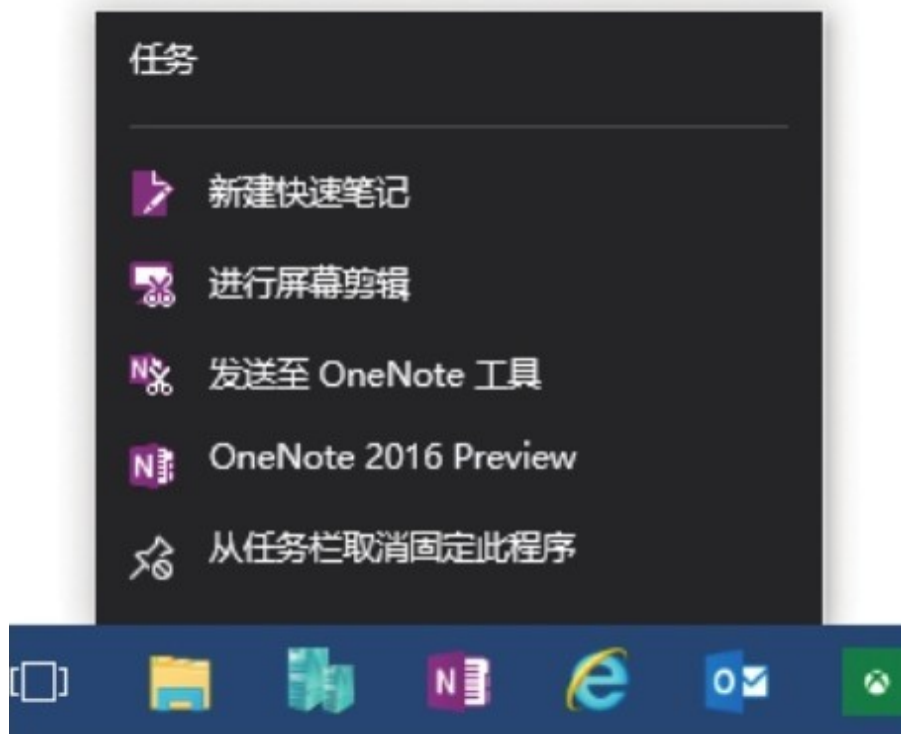 任务
新建快速笔记
进行屏幕剪辑
发送至 OneNote 工具
OneNote 2016 Preview
从任务栏取消固定此程序